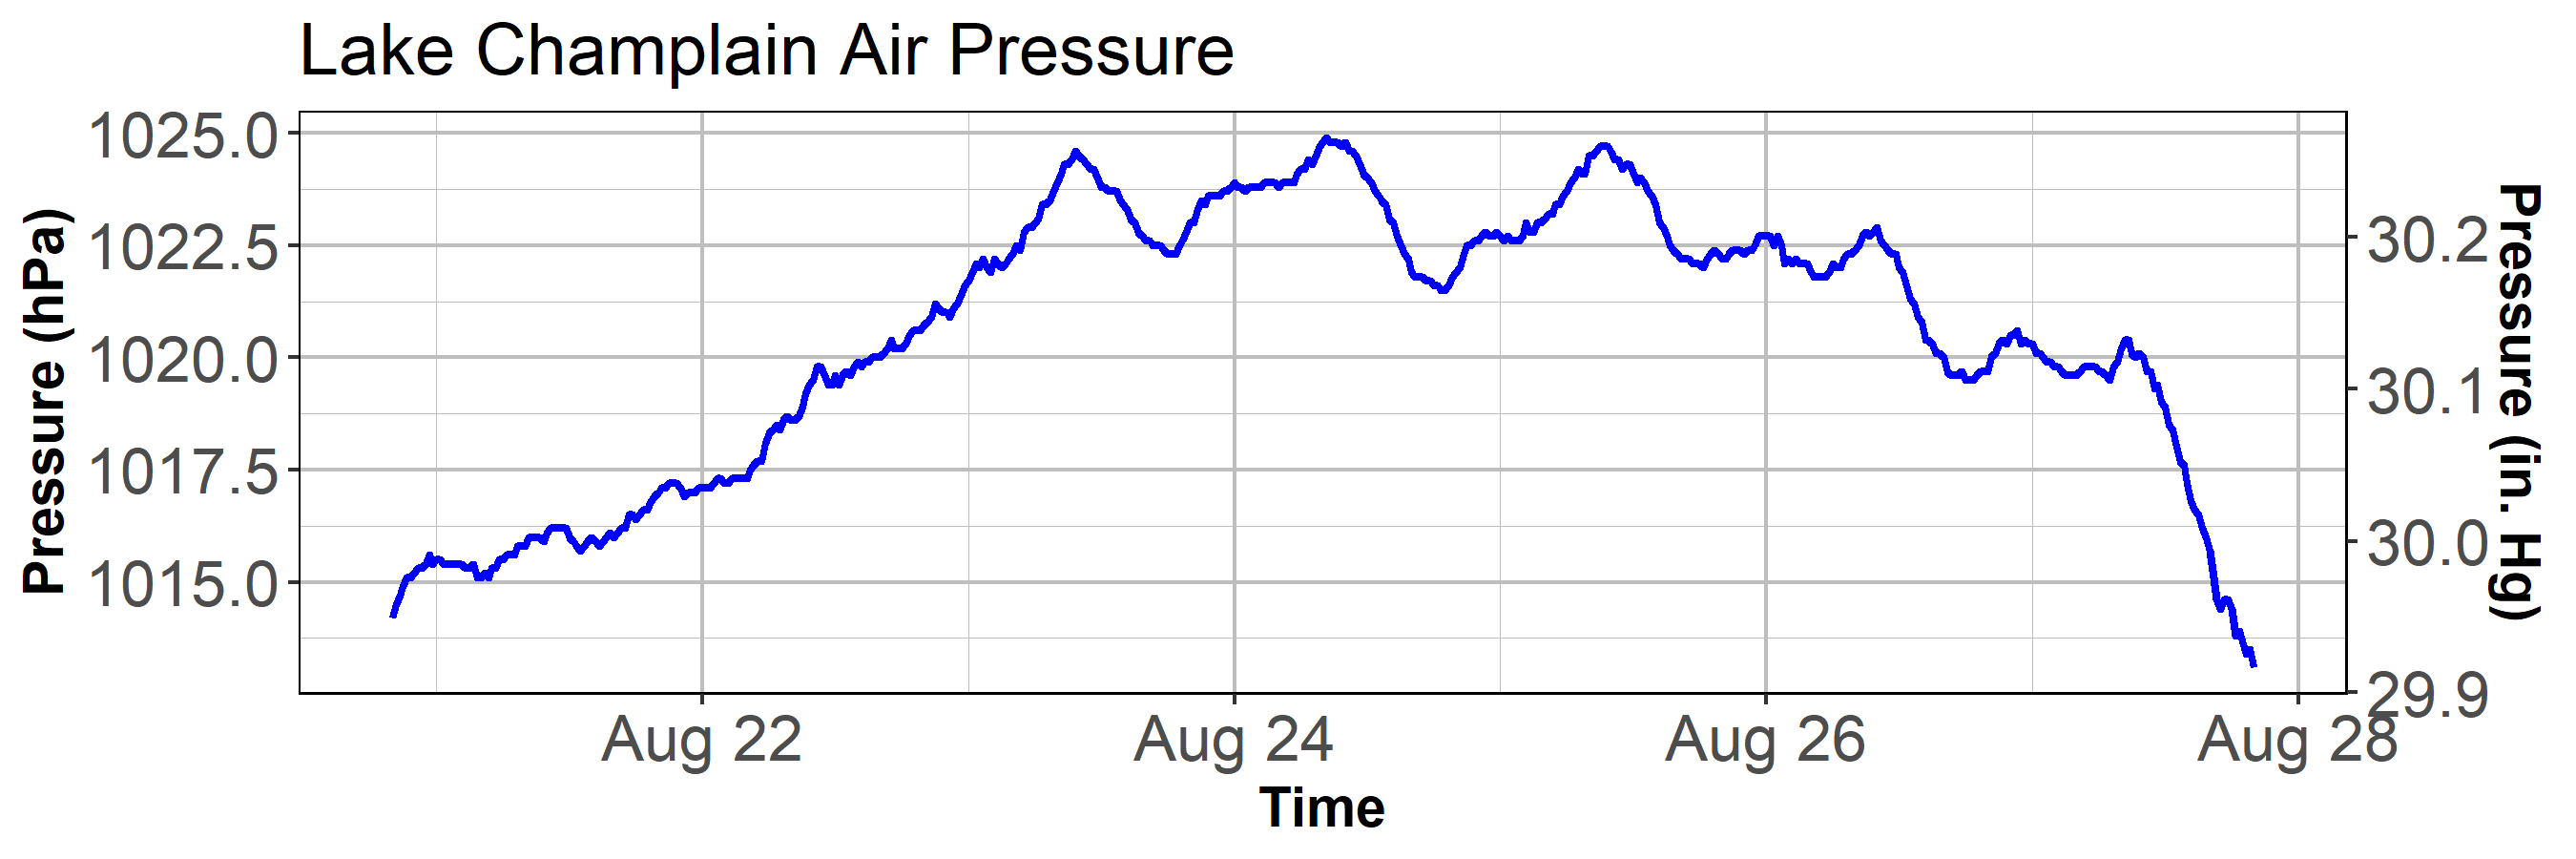 Lake Champlain Air Pressure
Pressure (hPa)
1025.0
1022.5
1020.0
1017.5
1015.0
30.2
30.1
30.0
29.9
Pressure (in. Hg)
Aug 22
Aug 24
Aug 26
Aug 28
Time